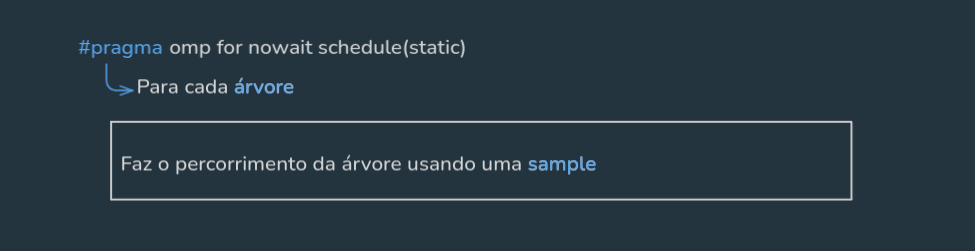 #pragma omp for nowait schedule(static)
Para cada árvore
Faz o percorrimento da árvore usando uma sample